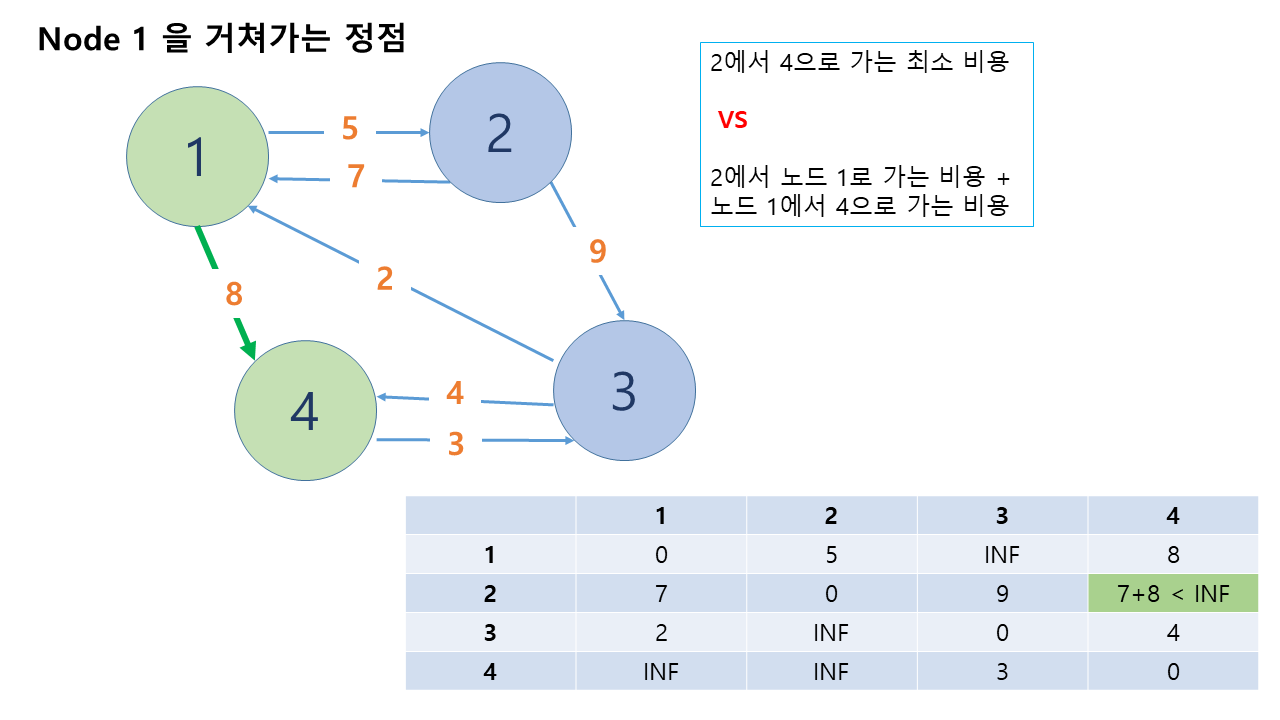 Node 1 을 거쳐가는 정점
2에서 4으로 가는 최소 비용
VS
2에서 노드 1로 가는 비용 +
노드 1에서 4으로 가는 비용
1
5
2
7
9
2
8
4
4
3
3
1 2 3 4
1 0 5 INF 8
2 7 0 9 7+8 < INF
3 2 INF 0 4
4 INF INF 3 0